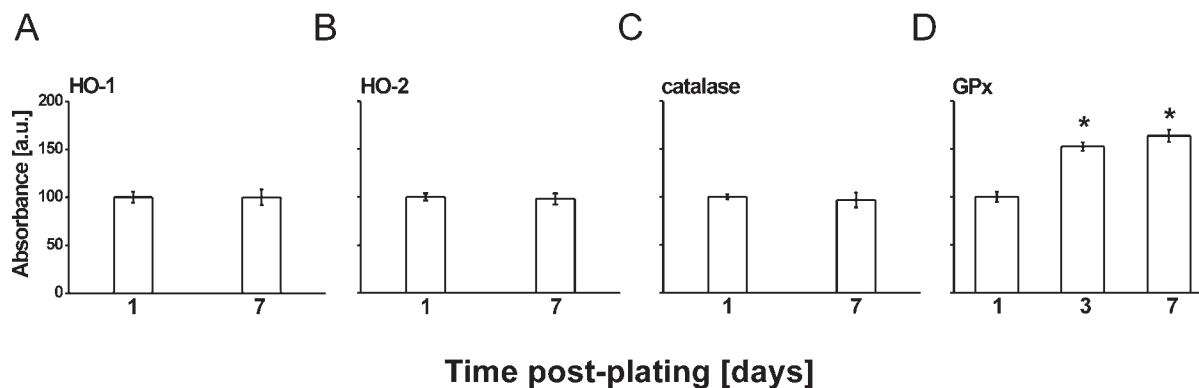 A B C D
HO-1 HO-2 catalase GPx
200
150
100
50
0
Absorbance [a.u.]
* *
1 7 1 7 1 7 1 3 7
Time post-plating [days]